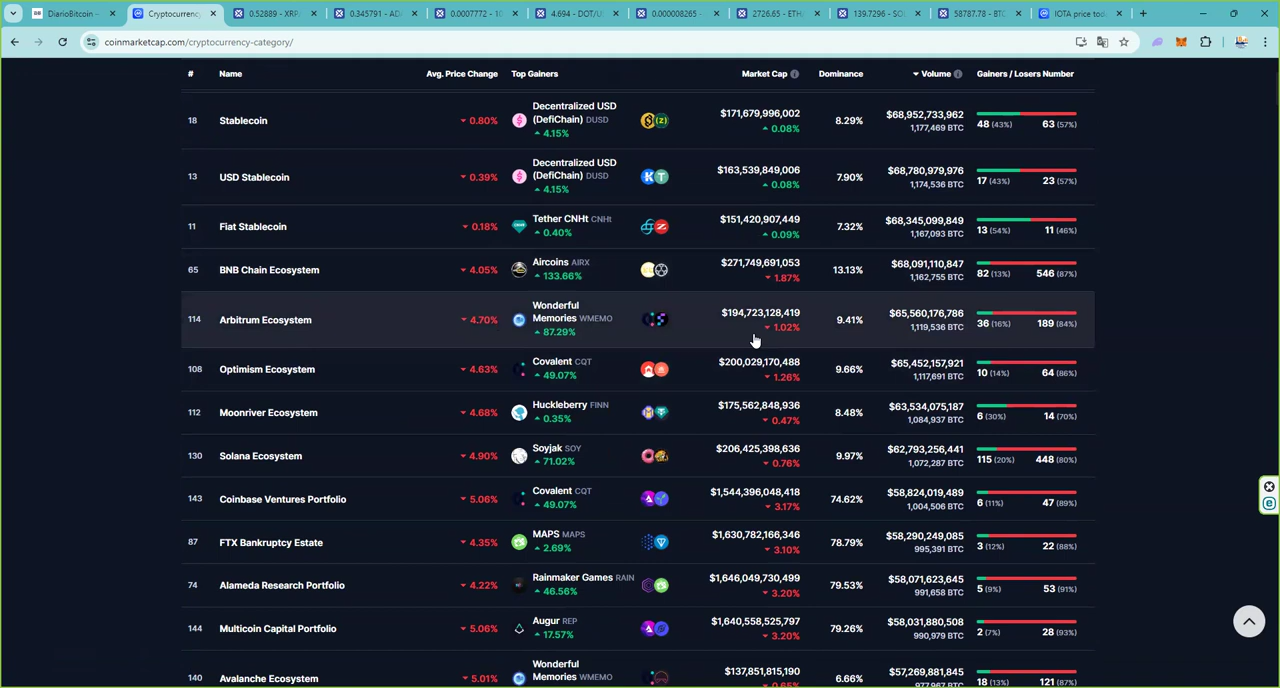 DiarioBitcoin -
Cryptocurrency
0.52889 - XRP
0.345791 - AD
0.0007772 - 10
4.694 - DOT/US
0.000008265 -
2726.65 - ETH
139.7296 - SO
58787.78 - BTC
IOTA price tod
coinmarketcap.com/cryptocurrency-category/
# Name Avg. Price Change Top Gainers Market Cap Dominance Volume Gainers / Losers Number
18 Stablecoin 0.80% Decentralized USD (DefiChain) DUSD 4.15% $171,679,996,002 0.08% 8.29% $68,952,733,962 1,177,469 BTC 48 (43%) 63 (57%)
13 USD Stablecoin 0.39% Decentralized USD (DefiChain) DUSD 4.15% $163,539,849,006 0.08% 7.90% $68,780,979,976 1,174,536 BTC 17 (43%) 23 (57%)
11 Fiat Stablecoin 0.18% Tether CNHt CNHt 0.40% $151,420,907,449 0.09% 7.32% $68,345,099,849 1,167,093 BTC 13 (54%) 11 (46%)
65 BNB Chain Ecosystem 4.05% Aircoins AIRX 133.66% $271,749,691,053 1.87% 13.13% $68,091,110,847 1,162,755 BTC 82 (13%) 546 (87%)
114 Arbitrum Ecosystem 4.70% Wonderful Memories WMEMO 87.29% $194,723,128,419 1.02% 9.41% $65,560,176,786 1,119,536 BTC 36 (16%) 189 (84%)
108 Optimism Ecosystem 4.63% Covalent CQT 49.07% $200,029,170,488 1.26% 9.66% $65,452,157,921 1,117,691 BTC 10 (14%) 64 (86%)
112 Moonriver Ecosystem 4.68% Huckleberry FINN 0.35% $175,562,848,936 0.47% 8.48% $63,534,075,187 1,084,937 BTC 6 (30%) 14 (70%)
130 Solana Ecosystem 4.90% Soyjak SOY 71.02% $206,425,398,636 0.76% 9.97% $62,793,256,441 1,072,287 BTC 115 (20%) 448 (80%)
143 Coinbase Ventures Portfolio 5.06% Covalent CQT 49.07% $1,544,396,048,418 3.17% 74.62% $58,824,019,489 1,004,506 BTC 6 (11%) 47 (89%)
87 FTX Bankruptcy Estate 4.35% MAPS MAPS 2.69% $1,630,782,166,346 3.10% 78.79% $58,290,249,085 995,391 BTC 3 (12%) 22 (88%)
74 Alameda Research Portfolio 4.22% Rainmaker Games RAIN 46.56% $1,646,049,730,499 3.20% 79.53% $58,071,623,645 991,658 BTC 5 (9%) 53 (91%)
144 Multicoin Capital Portfolio 5.06% Augur REP 17.57% $1,640,558,525,797 3.20% 79.26% $58,031,880,508 990,979 BTC 2 (7%) 28 (93%)
140 Avalanche Ecosystem 5.01% Wonderful Memories WMEMO $137,851,815,190 0.65% 6.66% $57,269,881,845 977,967 BTC 18 (13%) 121 (87%)